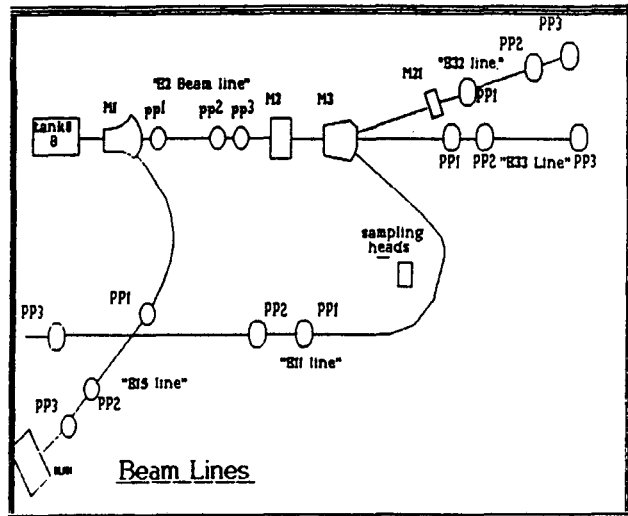 PP3
PP2
"B32 line."
"B2 Beam line"
M21
PP1
M1
pp1
pp2
pp3
M2
M3
tank8
8
PP1
PP2
"B33 Line"
PP3
sampling
heads
PP1
PP3
PP2
PP1
"B11 line"
"B15 line"
PP3
PP2
Beam Lines